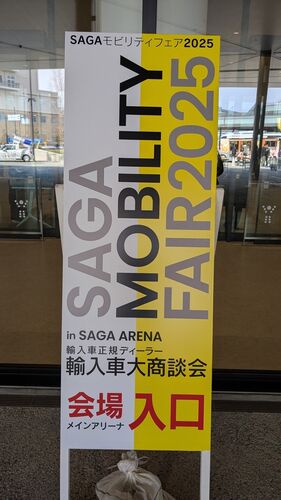 SAGAモビリティフェア2025
SAGA
MOBILITY
FAIR2025
in SAGA ARENA
輸入車正規ディーラー
輸入車大商談会
会場 入口
メインアリーナ